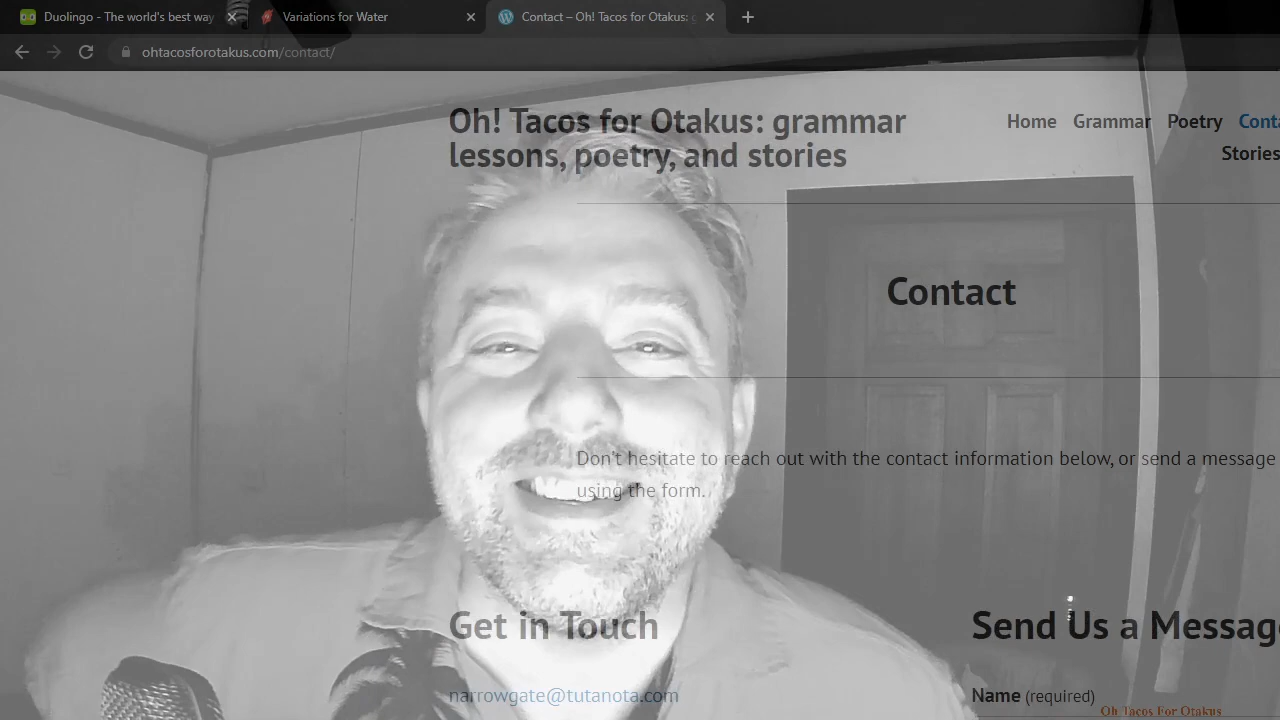 Duolingo - The world's best way
Variations for Water
Contact – Oh! Tacos for Otakus: g
ohtacosforotakus.com/contact/
Oh! Tacos for Otakus: grammar
lessons, poetry, and stories
Home Grammar Poetry Conta
Stories
Contact
Don't hesitate to reach out with the contact information below, or send a message
using the form.
Get in Touch
Send Us a Messag
narrowgate@tutanota.com
Name (required)
Oh Tacos For Otakus